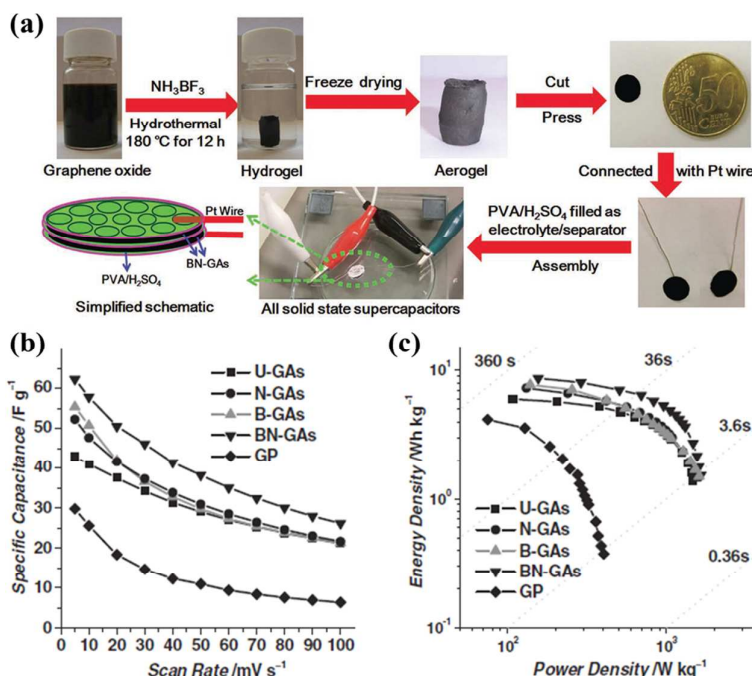 (a)
NH₃BF₃
Hydrothermal
180 °C for 12 h
Graphene oxide
Hydrogel
Freeze drying
Aerogel
Cut
Press
50
EURO
CENT
Connected with Pt wire
PVA/H₂SO₄ filled as
electrolyte/separator
Assembly
Pt Wire
BN-GAs
PVA/H₂SO₄
Simplified schematic
All solid state supercapacitors
(b)
Specific Capacitance /F g⁻¹
60
50
40
30
20
10
0
U-GAs
N-GAs
B-GAs
BN-GAs
GP
0 10 20 30 40 50 60 70 80 90 100
Scan Rate /mV s⁻¹
(c)
Energy Density /Wh kg⁻¹
10¹
10⁰
10⁻¹
360 s
36s
3.6s
0.36s
U-GAs
N-GAs
B-GAs
BN-GAs
GP
10² 10³
Power Density /W kg⁻¹